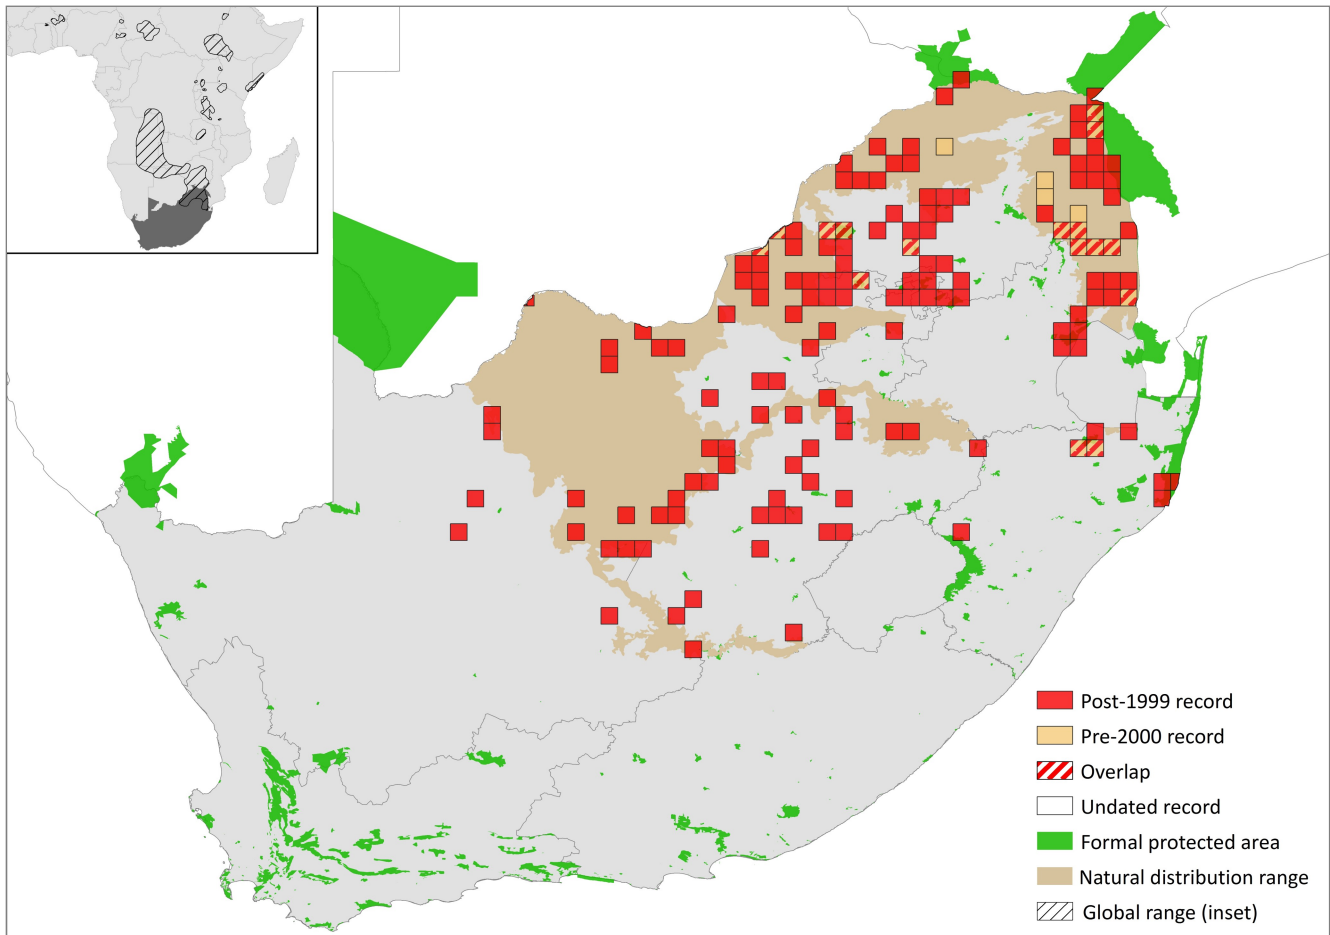 Post-1999 record
Pre-2000 record
Overlap
Undated record
Formal protected area
Natural distribution range
Global range (inset)